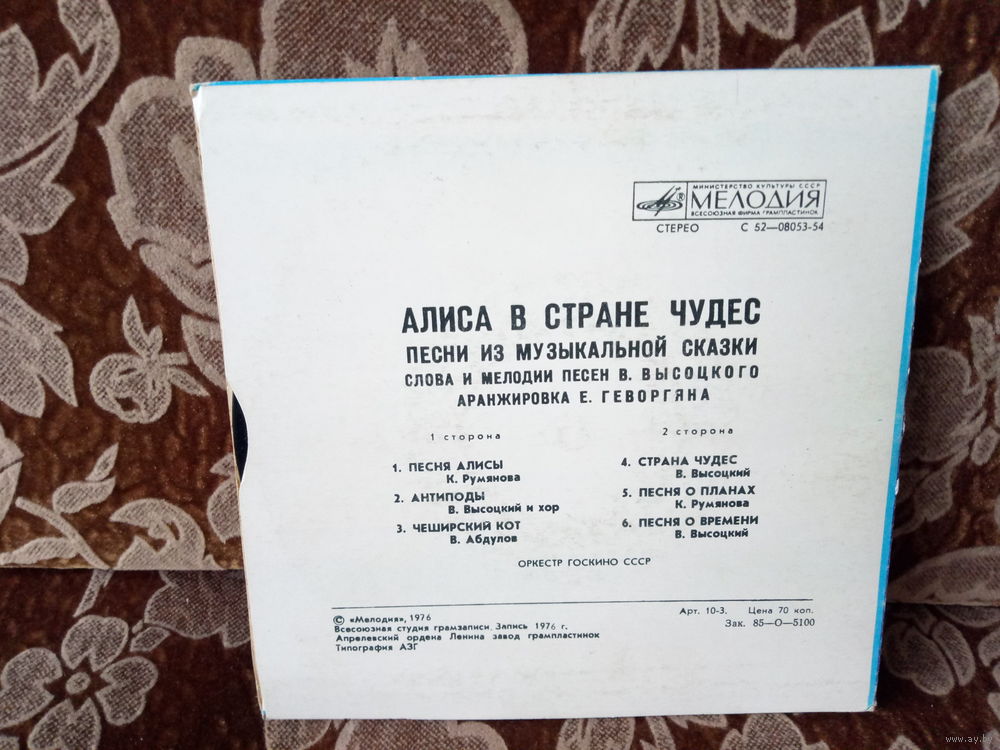 МИНИСТЕРСТВО КУЛЬТУРЫ СССР
МЕЛОДИЯ
ВСЕСОЮЗНАЯ ФИРМА ГРАМПЛАСТИНОК
СТЕРЕО С 52—08053-54
АЛИСА В СТРАНЕ ЧУДЕС
ПЕСНИ ИЗ МУЗЫКАЛЬНОЙ СКАЗКИ
СЛОВА И МЕЛОДИИ ПЕСЕН В. ВЫСОЦКОГО
АРАНЖИРОВКА Е. ГЕВОРГЯНА
1 сторона
1. ПЕСНЯ АЛИСЫ
К. Румянова
2. АНТИПОДЫ
В. Высоцкий и хор
3. ЧЕШИРСКИЙ КОТ
В. Абдулов
2 сторона
4. СТРАНА ЧУДЕС
В. Высоцкий
5. ПЕСНЯ О ПЛАНАХ
К. Румянова
6. ПЕСНЯ О ВРЕМЕНИ
В. Высоцкий
ОРКЕСТР ГОСКИНО СССР
© «Мелодия», 1976
Всесоюзная студия грамзаписи. Запись 1976 г.
Апрелевский ордена Ленина завод грампластинок
Типография АЗГ
Арт. 10-3. Цена 70 коп.
Зак. 85—О—5100
www.ay.by